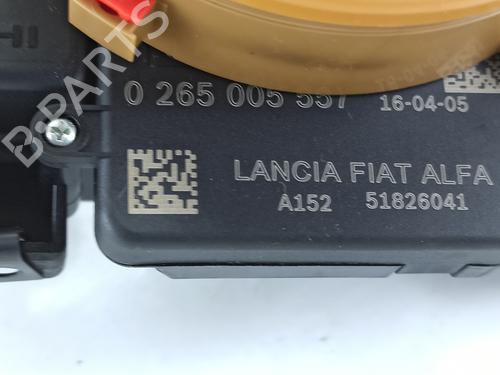 B-PARTS
0 265 005 557
16-04-05
LANCIA FIAT ALFA
A152 51826041